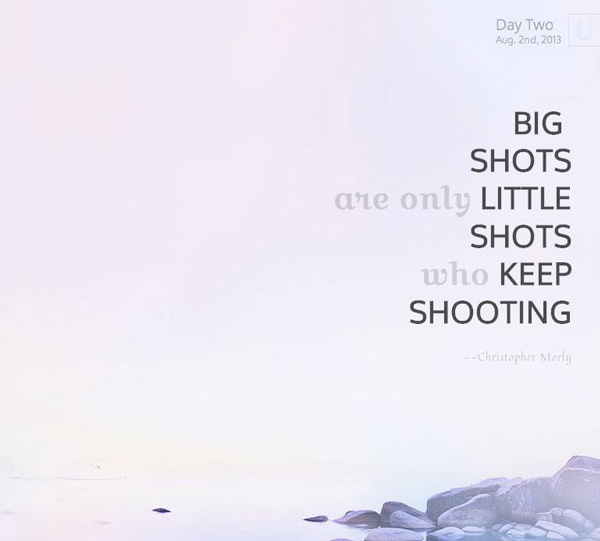 Day Two
Aug. 2nd, 2013
BIG
SHOTS
are only LITTLE
SHOTS
who KEEP
SHOOTING
--Christopher Morly